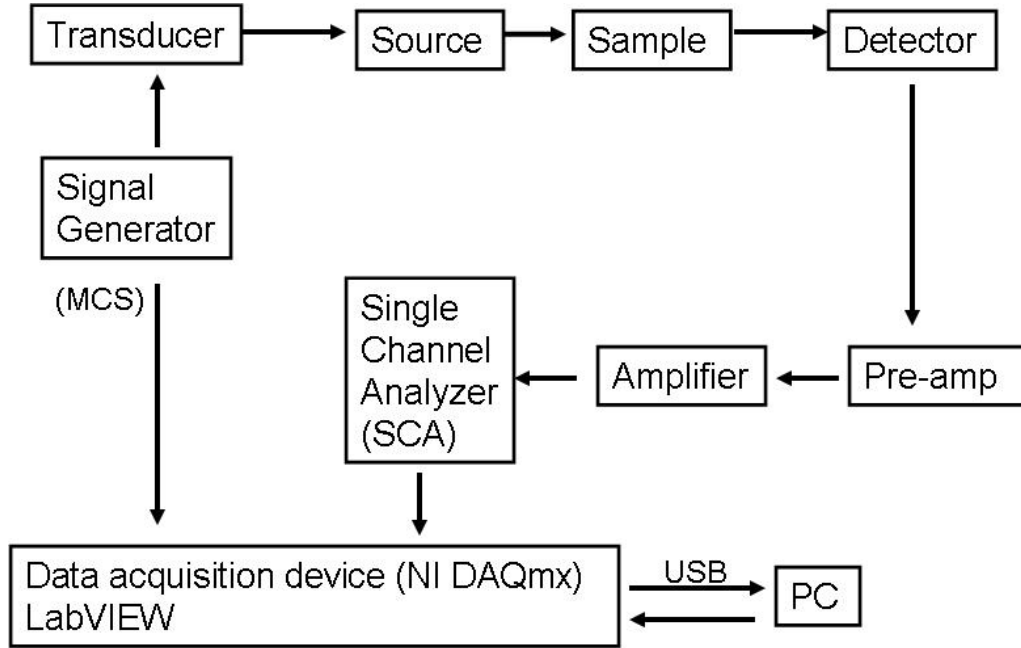 Transducer
Source
Sample
Detector
Signal
Generator
(MCS)
Single
Channel
Analyzer
(SCA)
Amplifier
Pre-amp
Data acquisition device (NI DAQmx)
LabVIEW
USB
PC